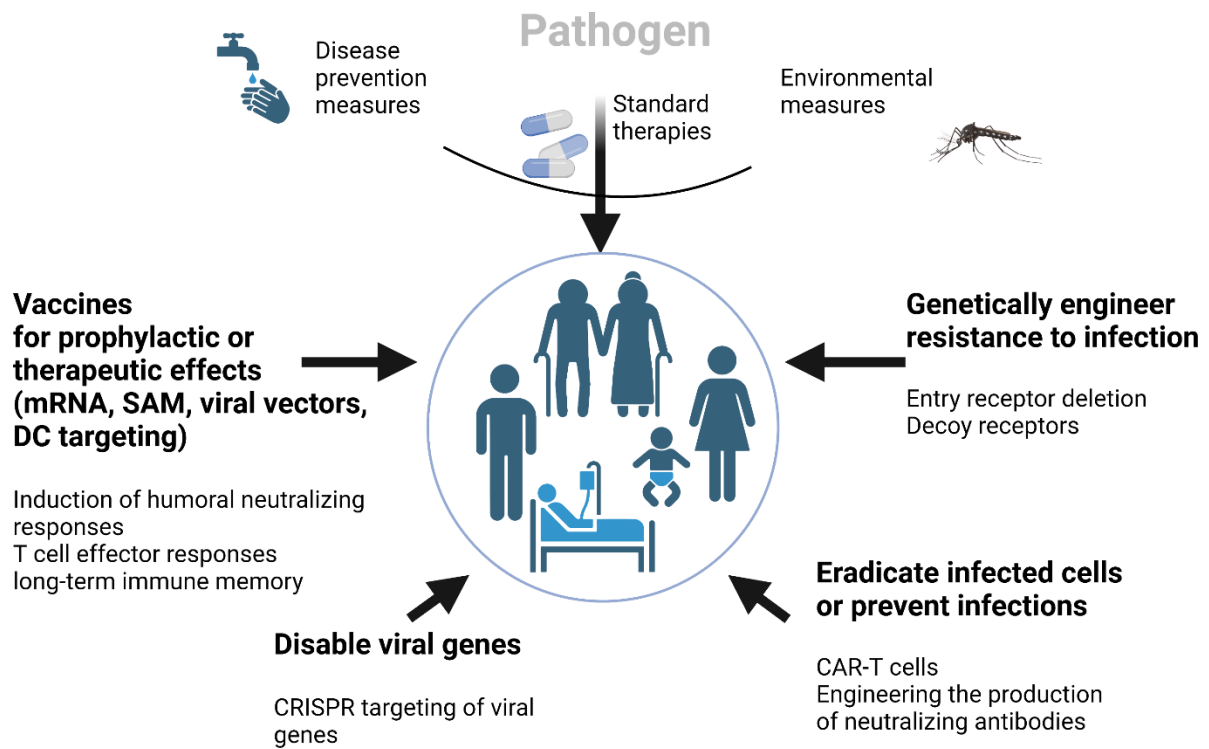 Pathogen
Disease
prevention
measures
Standard
therapies
Environmental
measures
Vaccines
for prophylactic or
therapeutic effects
(mRNA, SAM, viral vectors,
DC targeting)
Induction of humoral neutralizing
responses
T cell effector responses
long-term immune memory
Genetically engineer
resistance to infection
Entry receptor deletion
Decoy receptors
Disable viral genes
CRISPR targeting of viral
genes
Eradicate infected cells
or prevent infections
CAR-T cells
Engineering the production
of neutralizing antibodies